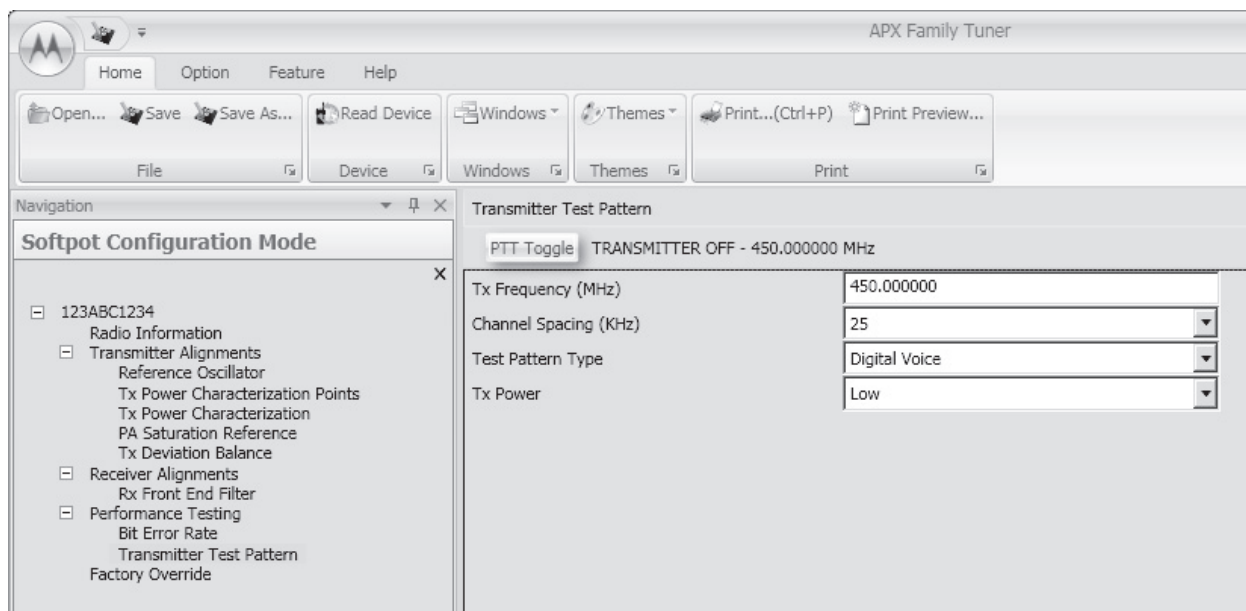 APX Family Tuner
Home Option Feature Help
Open... Save Save As... Read Device Windows Themes Print...(Ctrl+P) Print Preview...
File Device Windows Themes Print
Navigation
Softpot Configuration Mode
123ABC1234
Radio Information
Transmitter Alignments
Reference Oscillator
Tx Power Characterization Points
Tx Power Characterization
PA Saturation Reference
Tx Deviation Balance
Receiver Alignments
Rx Front End Filter
Performance Testing
Bit Error Rate
Transmitter Test Pattern
Factory Override
Transmitter Test Pattern
PTT Toggle TRANSMITTER OFF - 450.000000 MHz
Tx Frequency (MHz) 450.000000
Channel Spacing (KHz) 25
Test Pattern Type Digital Voice
Tx Power Low